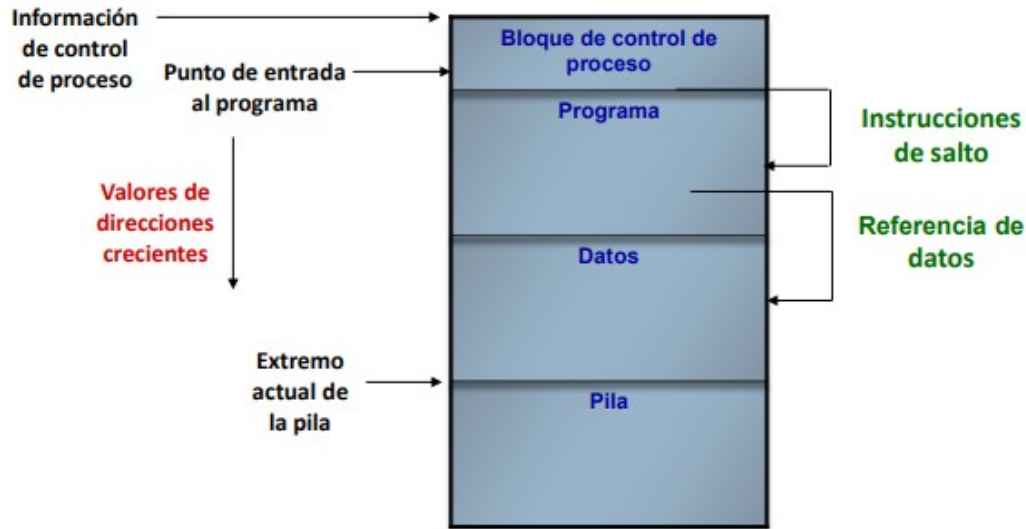 Información
de control
de proceso
Punto de entrada
al programa
Valores de
direcciones
crecientes
Extremo
actual de
la pila
Bloque de control de
proceso
Programa
Datos
Pila
Instrucciones
de salto
Referencia de
datos